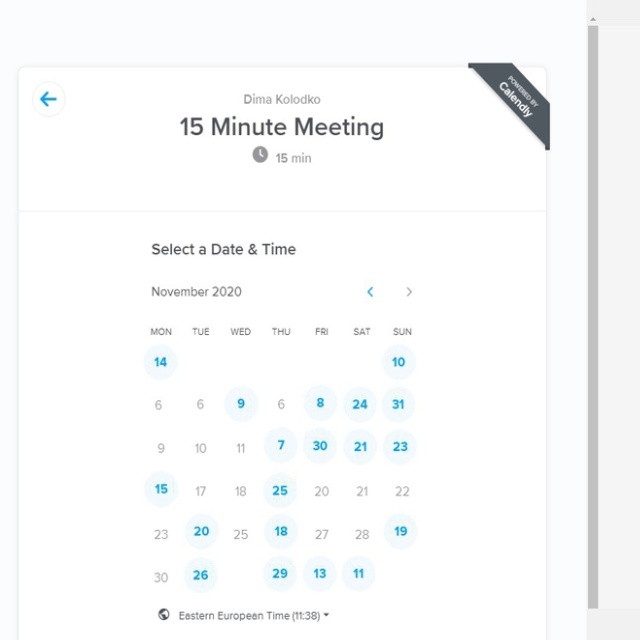 POWERED BY
Calendly
Dima Kolodko
15 Minute Meeting
15 min
Select a Date & Time
November 2020
MON TUE WED THU FRI SAT SUN
14 10
6 6 9 6 8 24 31
9 10 11 7 30 21 23
15 17 18 25 20 21 22
23 20 25 18 27 28 19
30 26 29 13 11
Eastern European Time (11:38)